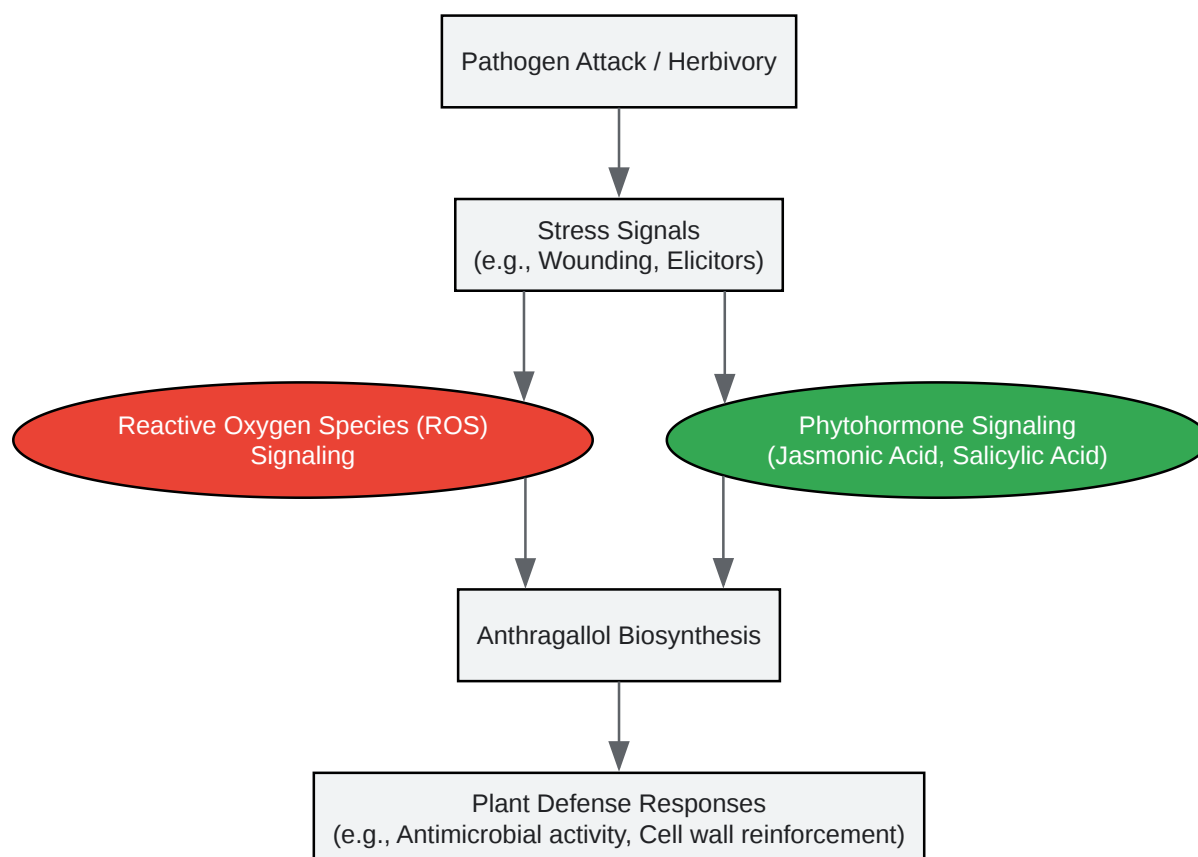 Pathogen Attack / Herbivory
Stress Signals
(e.g., Wounding, Elicitors)
Reactive Oxygen Species (ROS)
Signaling
Phytohormone Signaling
(Jasmonic Acid, Salicylic Acid)
Anthragallol Biosynthesis
Plant Defense Responses
(e.g., Antimicrobial activity, Cell wall reinforcement)